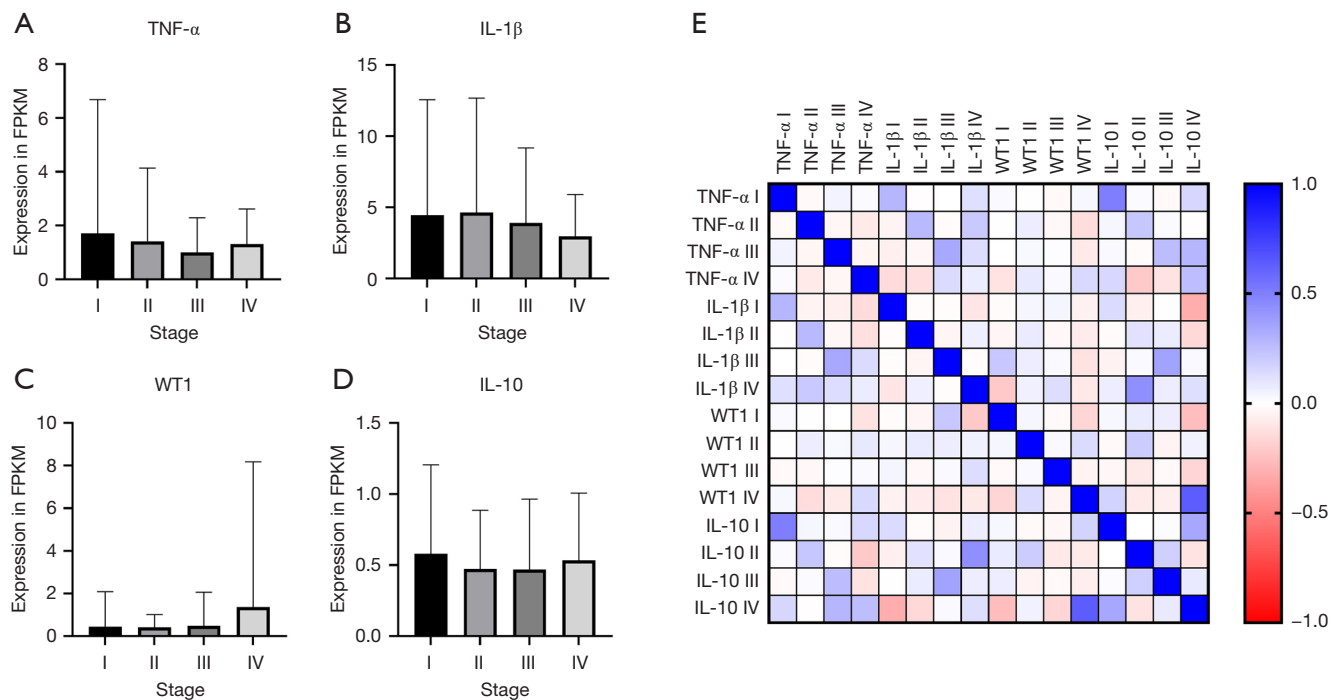 A
TNF-α
Expression in FPKM
8
6
4
2
0
I II III IV
Stage
B
IL-1β
Expression in FPKM
15
10
5
0
I II III IV
Stage
C
WT1
Expression in FPKM
10
8
6
4
2
0
I II III IV
Stage
D
IL-10
Expression in FPKM
1.5
1.0
0.5
0.0
I II III IV
Stage
E
TNF-α I
TNF-α II
TNF-α III
TNF-α IV
IL-1β I
IL-1β II
IL-1β III
IL-1β IV
WT1 I
WT1 II
WT1 III
WT1 IV
IL-10 I
IL-10 II
IL-10 III
IL-10 IV
TNF-α I
TNF-α II
TNF-α III
TNF-α IV
IL-1β I
IL-1β II
IL-1β III
IL-1β IV
WT1 I
WT1 II
WT1 III
WT1 IV
IL-10 I
IL-10 II
IL-10 III
IL-10 IV
1.0
0.5
0.0
−0.5
−1.0